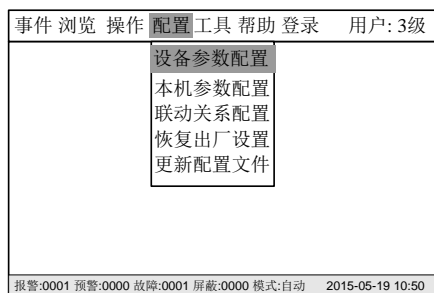 事件 浏览 操作 配置 工具 帮助 登录 用户: 3级
设备参数配置
本机参数配置
联动关系配置
恢复出厂设置
更新配置文件
报警:0001 预警:0000 故障:0001 屏蔽:0000 模式:自动 2015-05-19 10:50